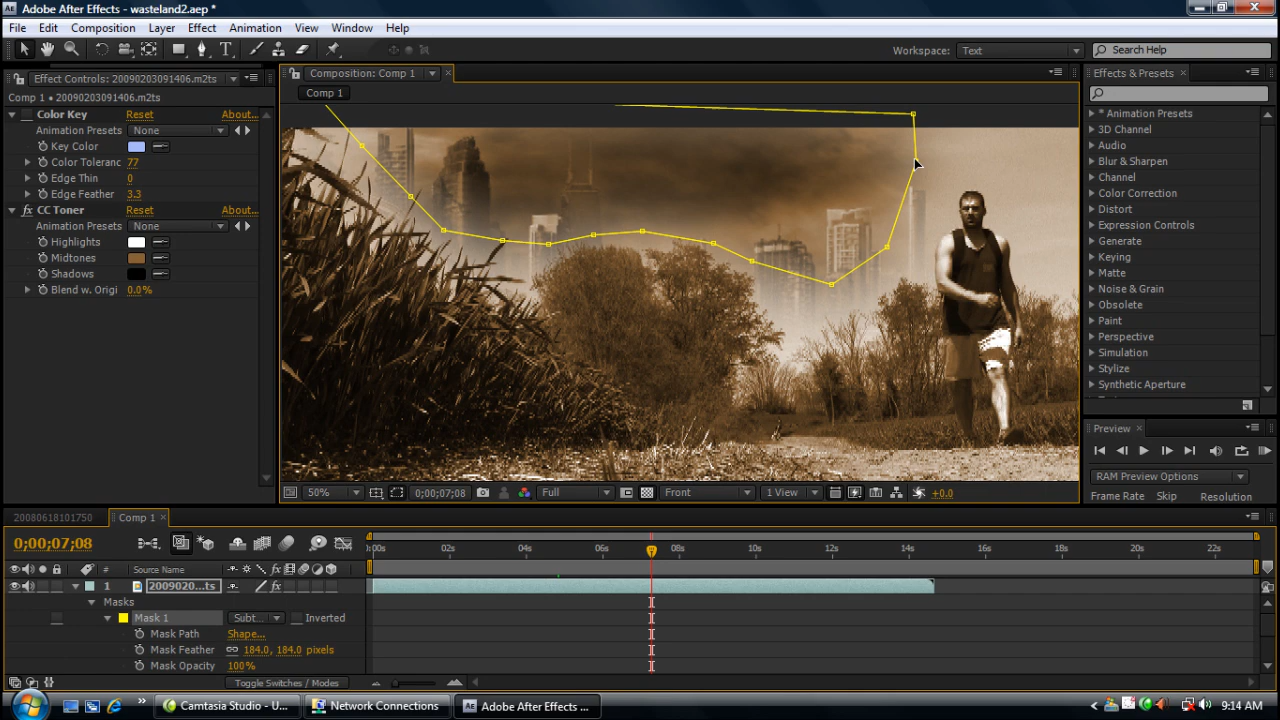 Adobe After Effects - wasteland2.aep *
File Edit Composition Layer Effect Animation View Window Help
Workspace: Text Search Help
Effect Controls: 20090203091406.m2ts
Comp 1 • 20090203091406.m2ts
Color Key Reset About...
Animation Presets None
Key Color
Color Toleranc 77
Edge Thin 0
Edge Feather 3.3
fx CC Toner Reset About...
Animation Presets None
Highlights
Midtones
Shadows
Blend w. Origi 0.0%
Composition: Comp 1
Comp 1
50% 0;00;07;08 Full Front 1 View +0.0
Effects & Presets
* Animation Presets
3D Channel
Audio
Blur & Sharpen
Channel
Color Correction
Distort
Expression Controls
Generate
Keying
Matte
Noise & Grain
Obsolete
Paint
Perspective
Simulation
Stylize
Synthetic Aperture
Preview
RAM Preview Options
Frame Rate Skip Resolution
20080618101750 Comp 1
0;00;07;08
):00s 02s 04s 06s 08s 10s 12s 14s 16s 18s 20s 22s
# Source Name
1 2009020...ts
Masks
Mask 1 Subt... Inverted
Mask Path Shape...
Mask Feather 184.0, 184.0 pixels
Mask Opacity 100%
Toggle Switches / Modes
Camtasia Studio - U... Network Connections Adobe After Effects ... 9:14 AM